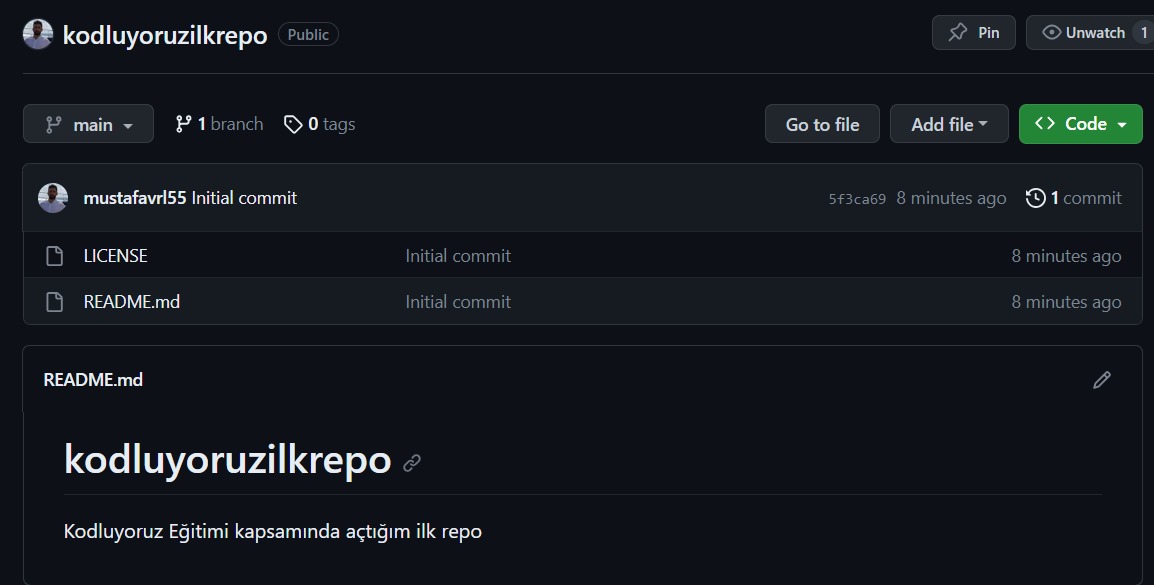 kodluyoruzilkrepo Public Pin Unwatch 1
main 1 branch 0 tags Go to file Add file Code
mustafavrl55 Initial commit 5f3ca69 8 minutes ago 1 commit
LICENSE Initial commit 8 minutes ago
README.md Initial commit 8 minutes ago
README.md
kodluyoruzilkrepo
Kodluyoruz Eğitimi kapsamında açtığım ilk repo